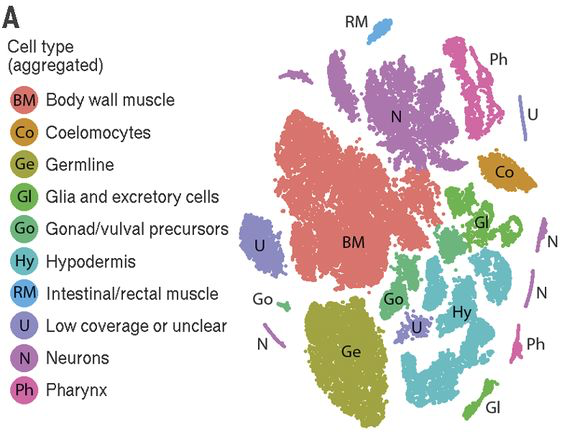 A
Cell type
(aggregated)
BM Body wall muscle
Co Coelomocytes
Ge Germline
Gl Glia and excretory cells
Go Gonad/vulval precursors
Hy Hypodermis
RM Intestinal/rectal muscle
U Low coverage or unclear
N Neurons
Ph Pharynx
RM
Ph
N
U
Co
Gl
N
U
BM
N
Go
Go
Hy
U
N
Ph
Ge
Gl